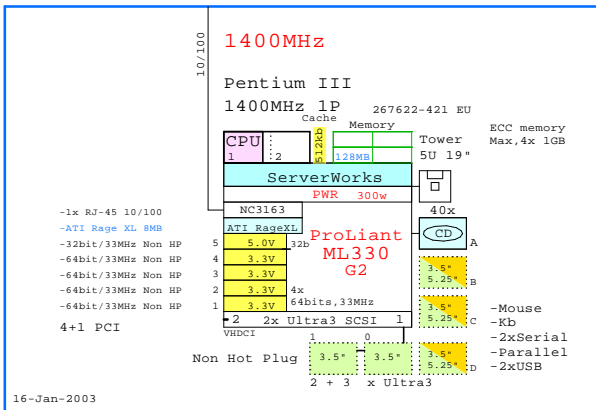 10/100
1400MHz
Pentium III
1400MHz 1P
267622-421 EU
Cache
Memory
CPU
1
2
512kb
128MB
Tower
5U 19"
ECC memory
Max,4x 1GB
ServerWorks
PWR 300w
NC3163
40x
-1x RJ-45 10/100
-ATI Rage XL 8MB
ATI RageXL
ProLiant
ML330
G2
CD
A
-32bit/33MHz Non HP
5
5.0V
32b
-64bit/33MHz Non HP
4
3.3V
-64bit/33MHz Non HP
3
3.3V
-64bit/33MHz Non HP
2
3.3V
4x
-64bit/33MHz Non HP
1
3.3V
64bits,33MHz
3.5"
5.25"
B
3.5"
5.25"
C
4+1 PCI
2
2x Ultra3 SCSI
1
VHDCI
-Mouse
-Kb
-2xSerial
-Parallel
-2xUSB
Non Hot Plug
1
0
3.5"
3.5"
3.5"
5.25"
D
2 + 3 x Ultra3
16-Jan-2003